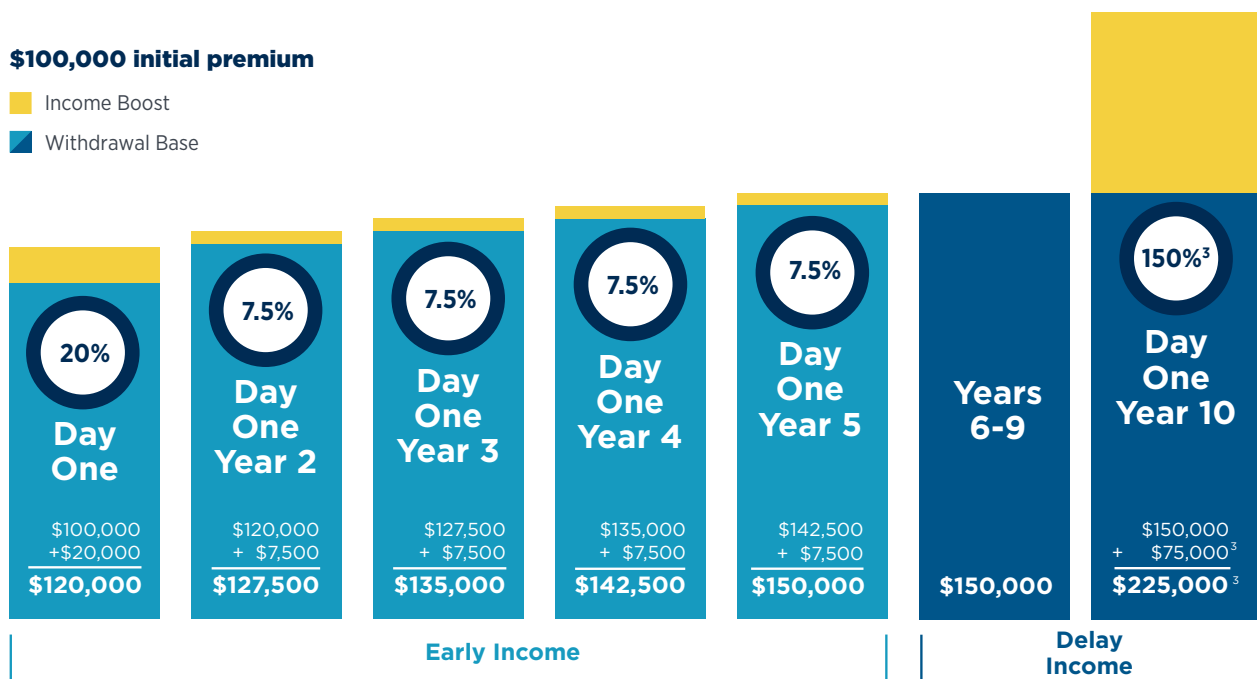 $100,000 initial premium
Income Boost
Withdrawal Base
20%
Day
One
$100,000
+$20,000
$120,000
7.5%
Day
One
Year 2
$120,000
+ $7,500
$127,500
7.5%
Day
One
Year 3
$127,500
+ $7,500
$135,000
7.5%
Day
One
Year 4
$135,000
+ $7,500
$142,500
7.5%
Day
One
Year 5
$142,500
+ $7,500
$150,000
Years
6-9
$150,000
150%³
Day
One
Year 10
$150,000
+ $75,000³
$225,000³
Early Income
Delay
Income